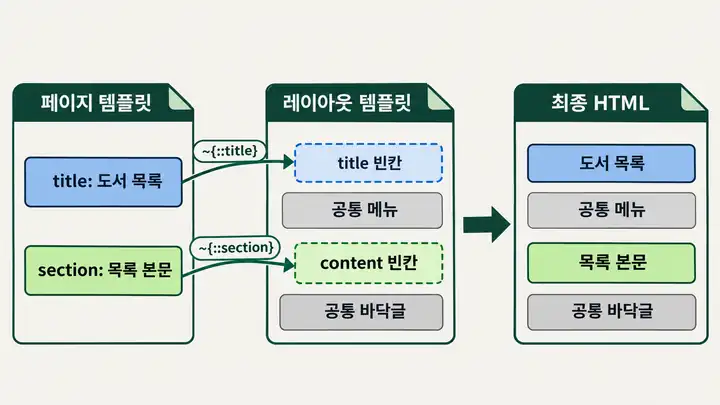 페이지 템플릿
title: 도서 목록
section: 목록 본문
~{::title}
~{::section}
레이아웃 템플릿
title 빈칸
공통 메뉴
content 빈칸
공통 바닥글
최종 HTML
도서 목록
공통 메뉴
목록 본문
공통 바닥글